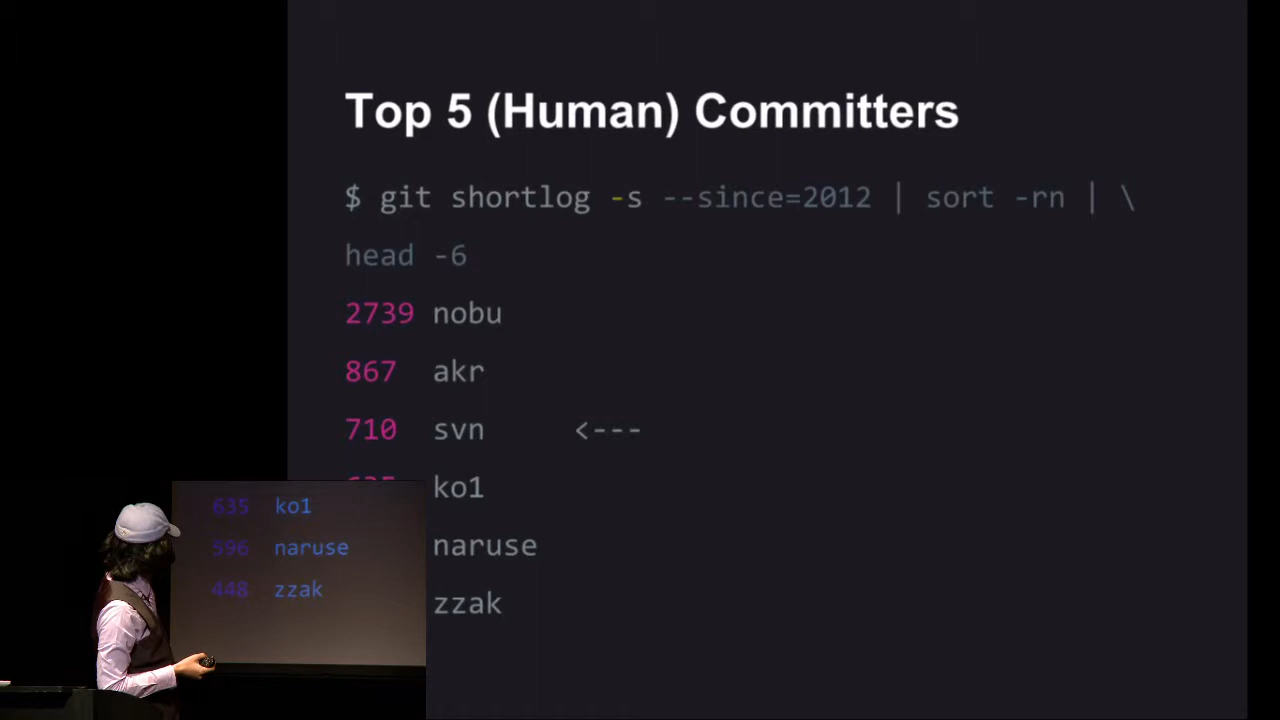 Top 5 (Human) Committers
$ git shortlog -s --since=2012 | sort -rn | \
head -6
2739 nobu
867 akr
710 svn <---
635 ko1
naruse
zzak
635 ko1
596 naruse
448 zzak